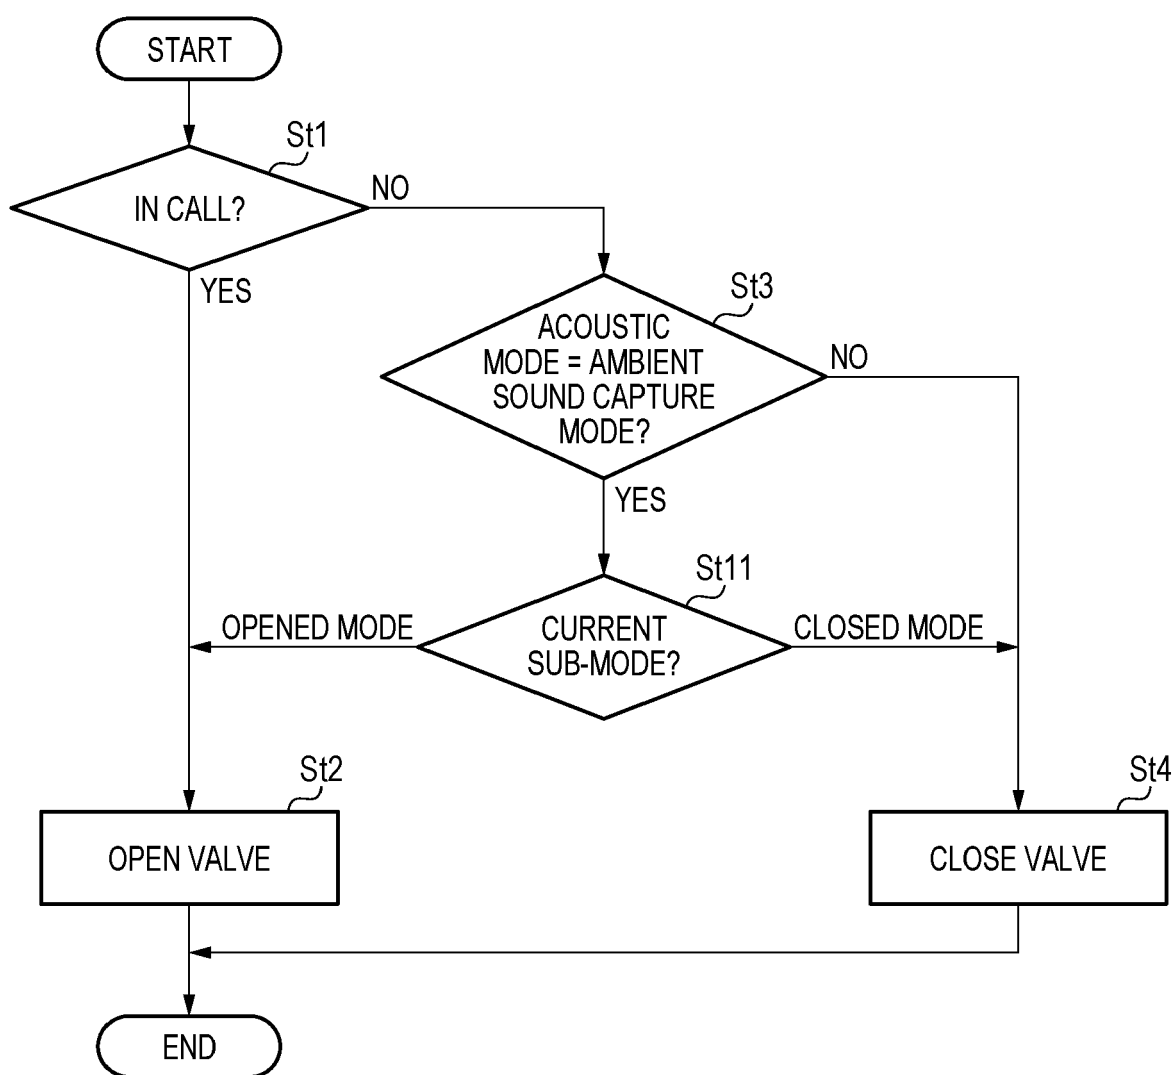 START
St1
IN CALL?
NO
YES
St3
ACOUSTIC
MODE = AMBIENT
SOUND CAPTURE
MODE?
NO
YES
St11
OPENED MODE
CURRENT
SUB-MODE?
CLOSED MODE
St2
OPEN VALVE
St4
CLOSE VALVE
END